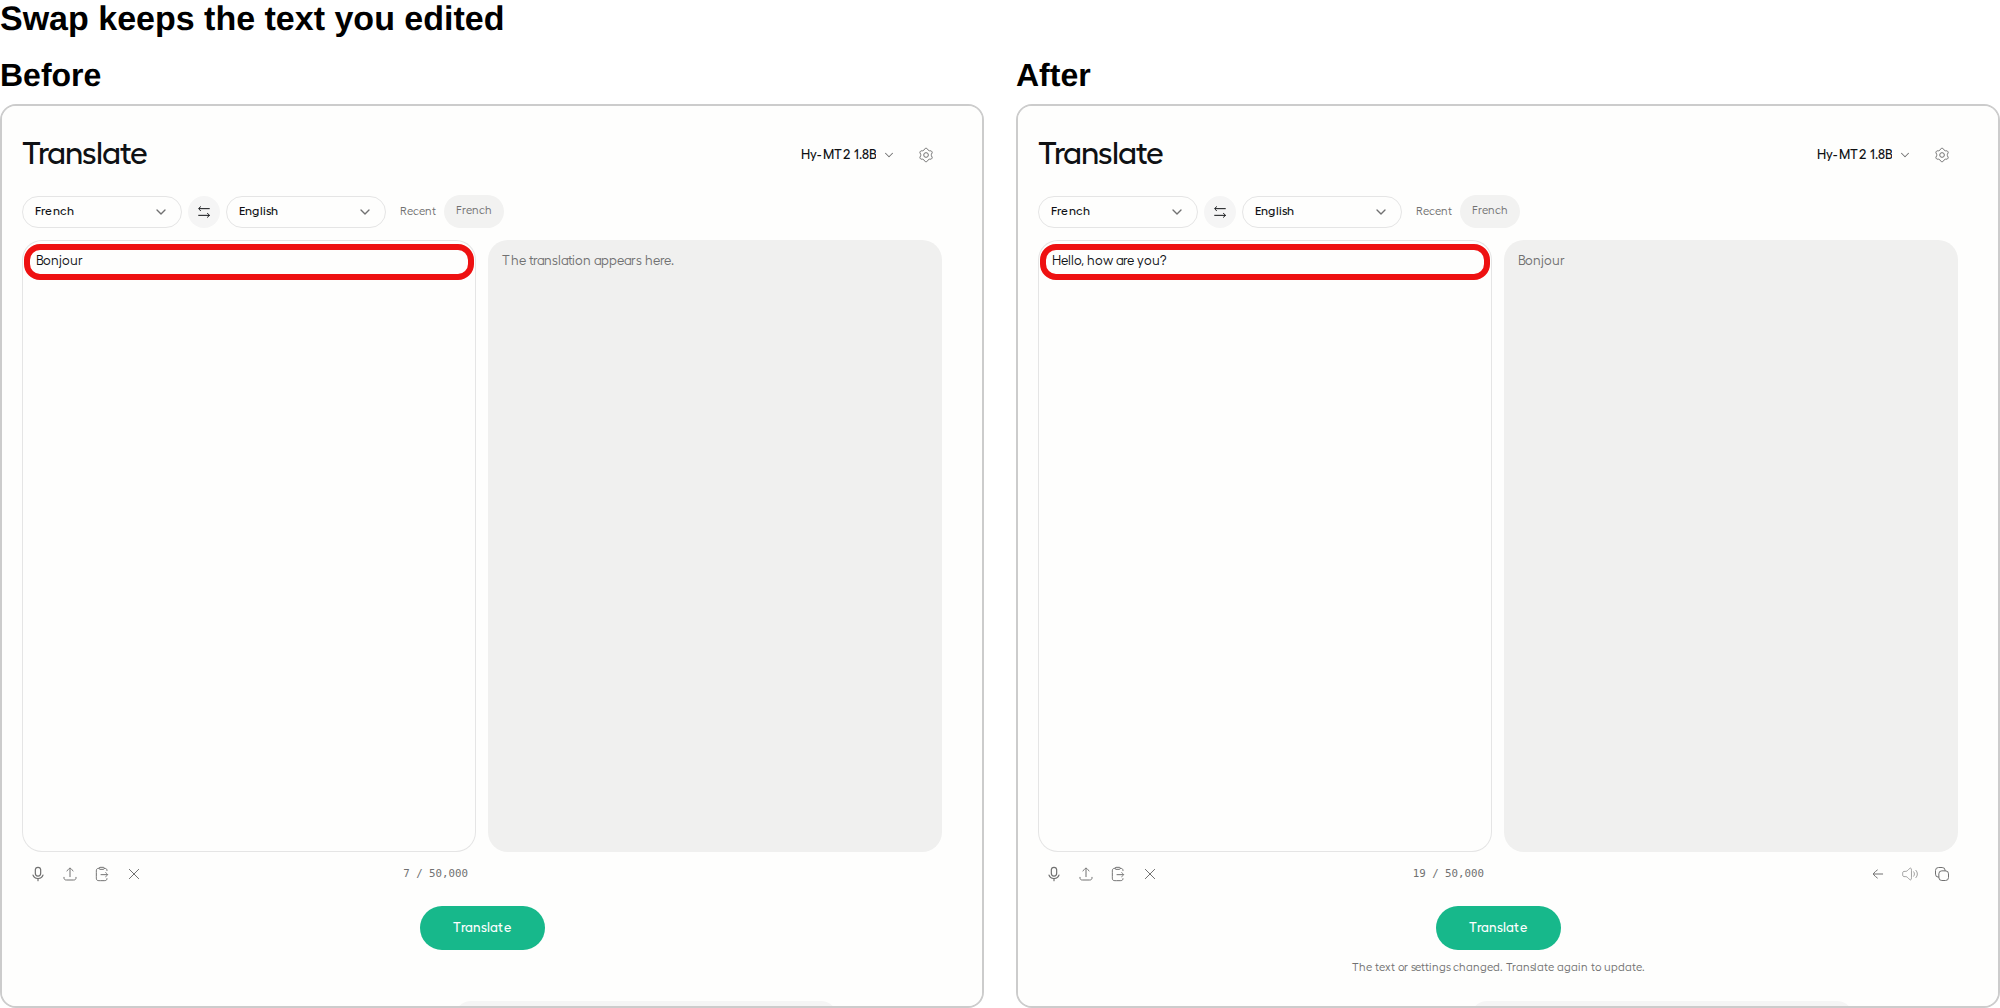 Swap keeps the text you edited
Before
Translate
Hy-MT2 1.8B
French
English
Recent
French
Bonjour
The translation appears here.
7 / 50,000
Translate
After
Translate
Hy-MT2 1.8B
French
English
Recent
French
Hello, how are you?
Bonjour
19 / 50,000
Translate
The text or settings changed. Translate again to update.